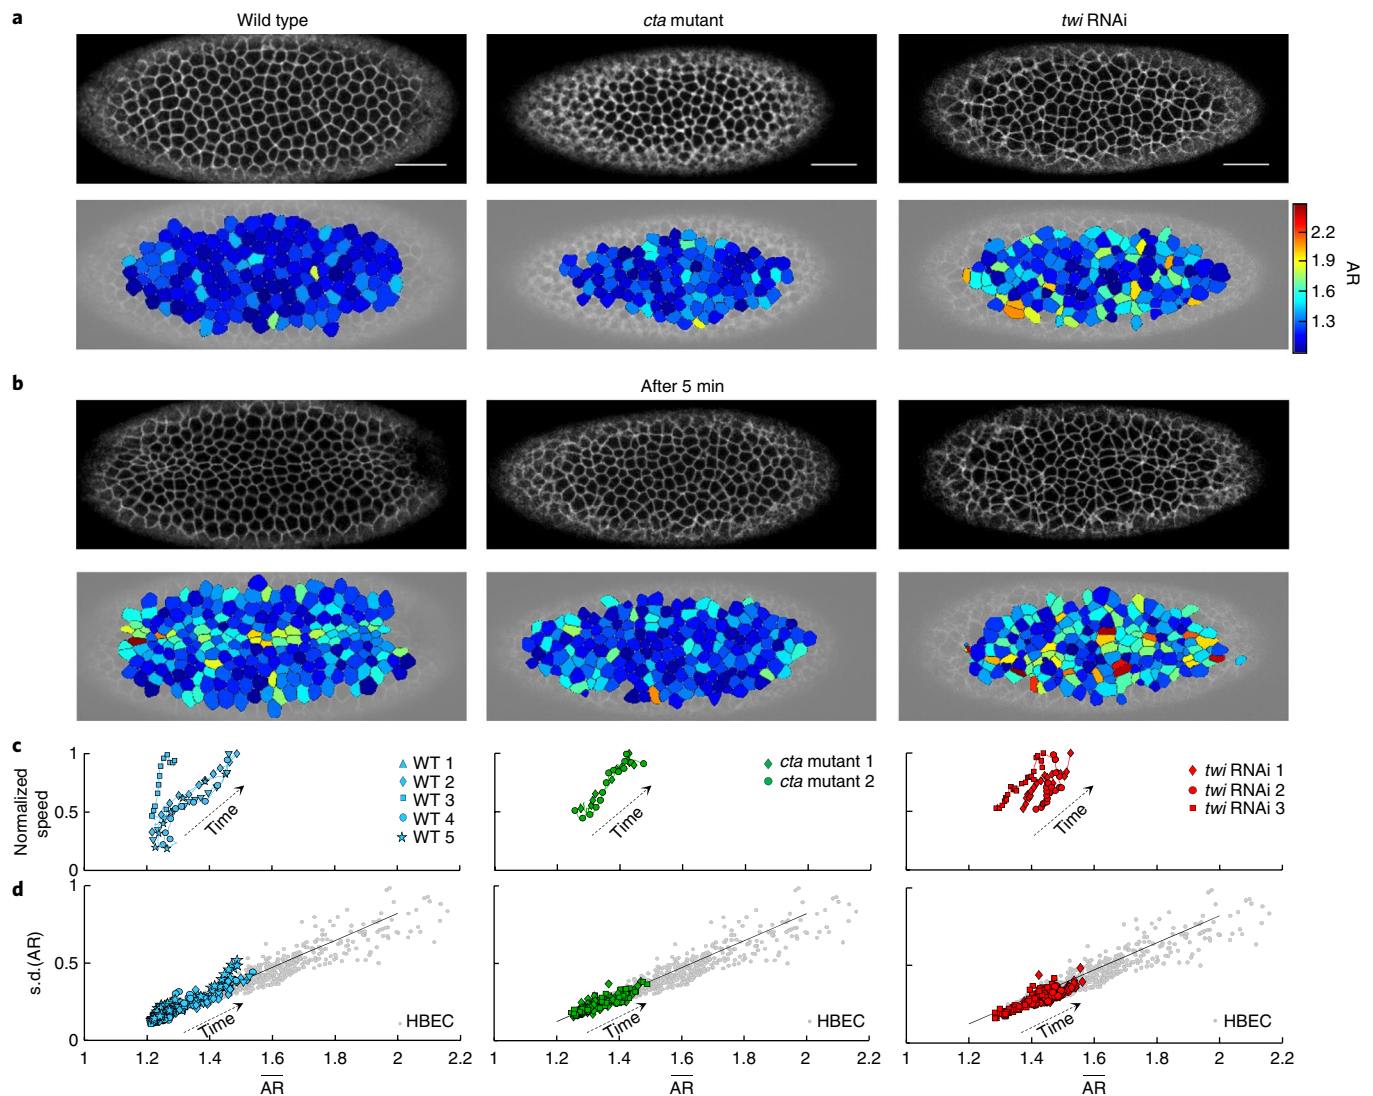 a
Wild type
cta mutant
twi RNAi
2.2
1.9
1.6
1.3
AR
b
After 5 min
c
Normalized
speed
1
0.5
0
Time
WT 1
WT 2
WT 3
WT 4
WT 5
Time
cta mutant 1
cta mutant 2
Time
twi RNAi 1
twi RNAi 2
twi RNAi 3
d
s.d.(AR)
1
0.5
0
Time
HBEC
Time
HBEC
Time
HBEC
1 1.2 1.4 1.6 1.8 2 2.2
AR
1 1.2 1.4 1.6 1.8 2 2.2
AR
1 1.2 1.4 1.6 1.8 2 2.2
AR